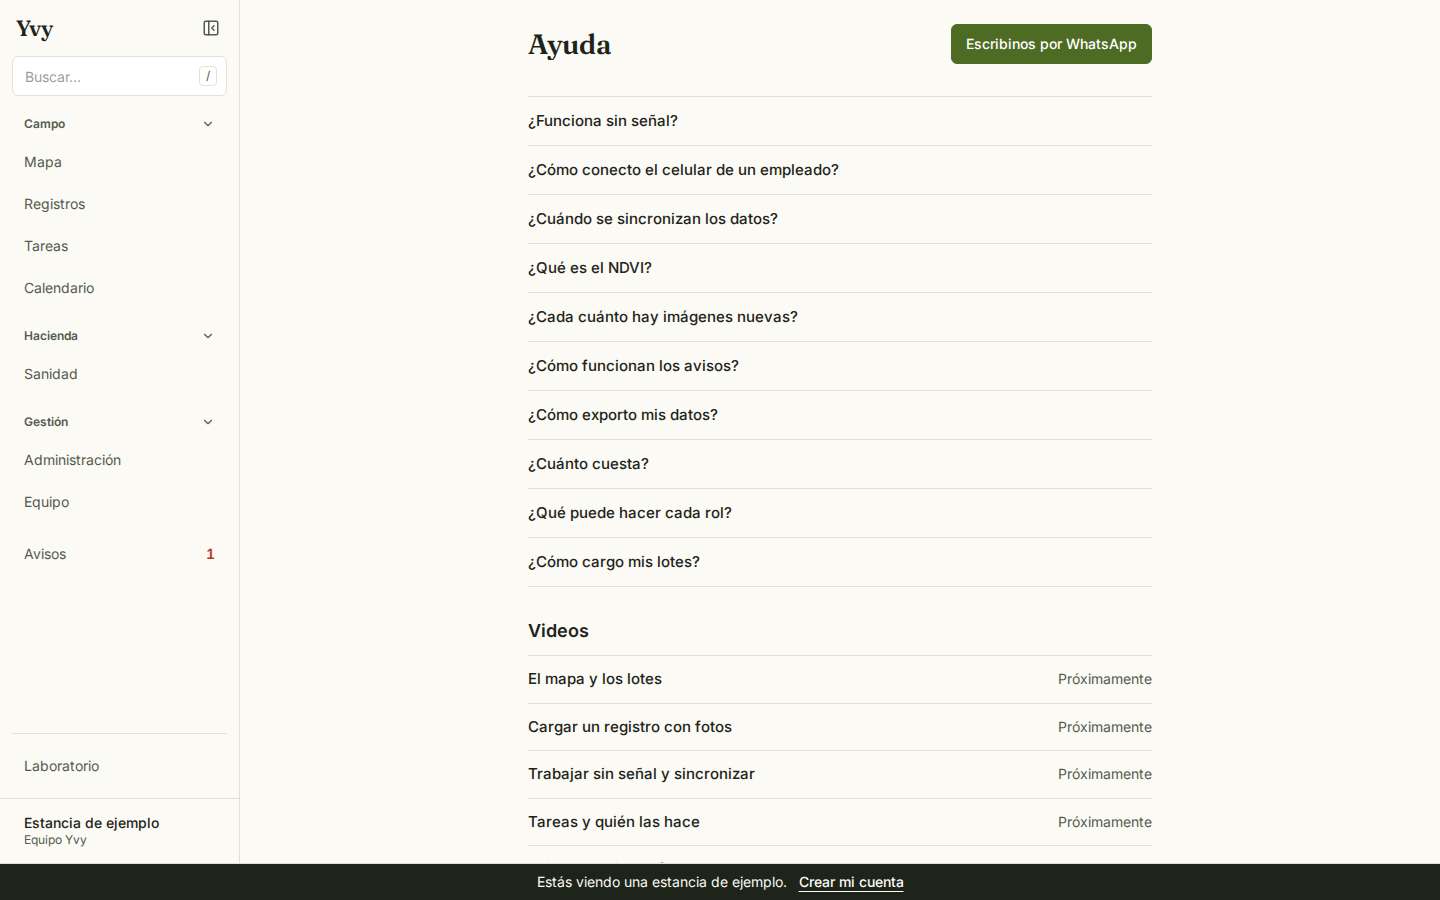 Yvy
Buscar...
/
Campo
Mapa
Registros
Tareas
Calendario
Hacienda
Sanidad
Gestión
Administración
Equipo
Avisos 1
Laboratorio
Estancia de ejemplo
Equipo Yvy
Ayuda
Escribinos por WhatsApp
¿Funciona sin señal?
¿Cómo conecto el celular de un empleado?
¿Cuándo se sincronizan los datos?
¿Qué es el NDVI?
¿Cada cuánto hay imágenes nuevas?
¿Cómo funcionan los avisos?
¿Cómo exporto mis datos?
¿Cuánto cuesta?
¿Qué puede hacer cada rol?
¿Cómo cargo mis lotes?
Videos
El mapa y los lotes Próximamente
Cargar un registro con fotos Próximamente
Trabajar sin señal y sincronizar Próximamente
Tareas y quién las hace Próximamente
Estás viendo una estancia de ejemplo. Crear mi cuenta